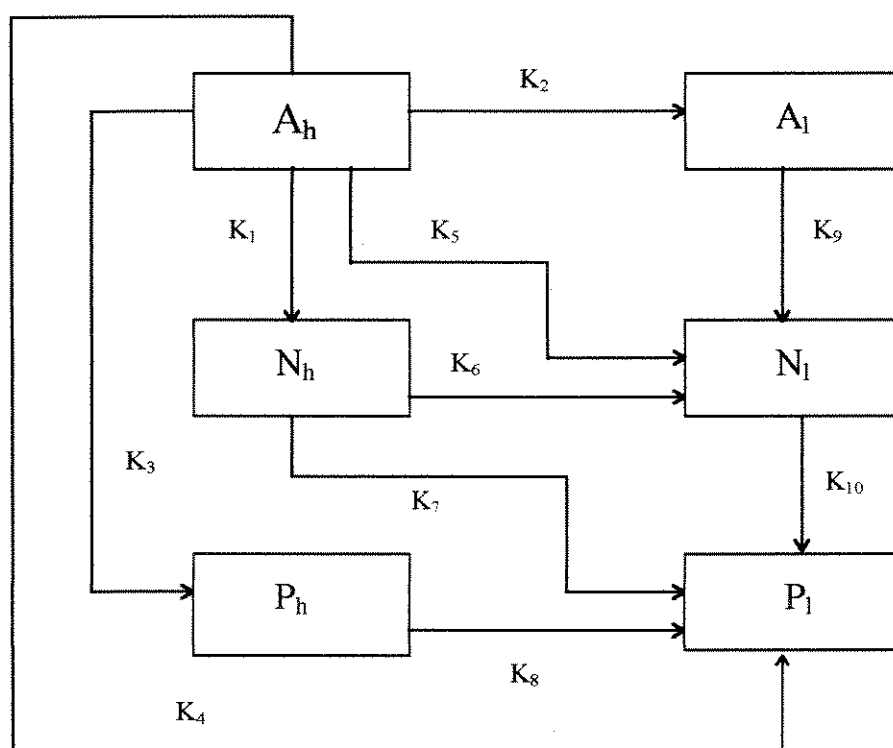 K₂
Aₕ
Aₗ
K₁
K₅
K₉
Nₕ
K₆
Nₗ
K₃
K₇
K₁₀
Pₕ
Pₗ
K₈
K₄